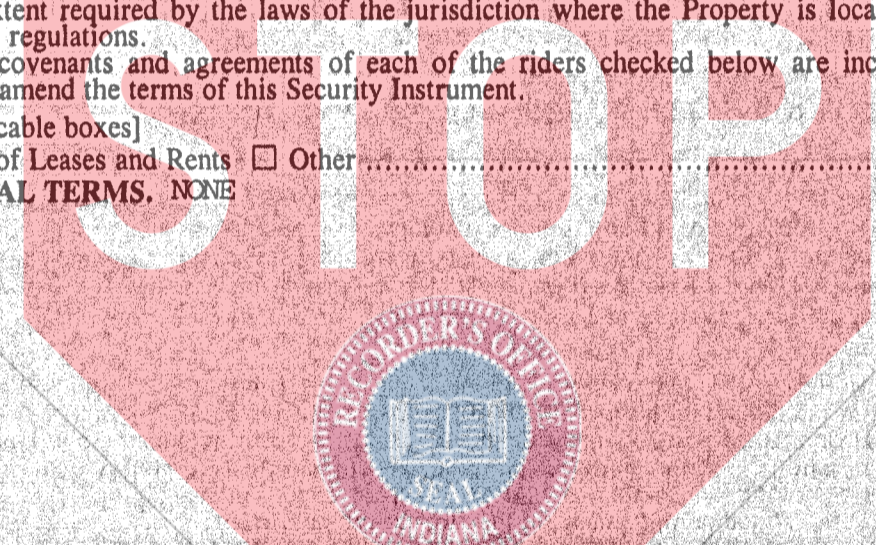 xtent required by the laws of the jurisdiction where the Property is loca
regulations.
covenants and agreements of each of the riders checked below are inc
amend the terms of this Security Instrument.
cable boxes]
of Leases and Rents ☐ Other
AL TERMS. NONE
STOP
RECORDER'S OFFICE
SEAL
INDIANA